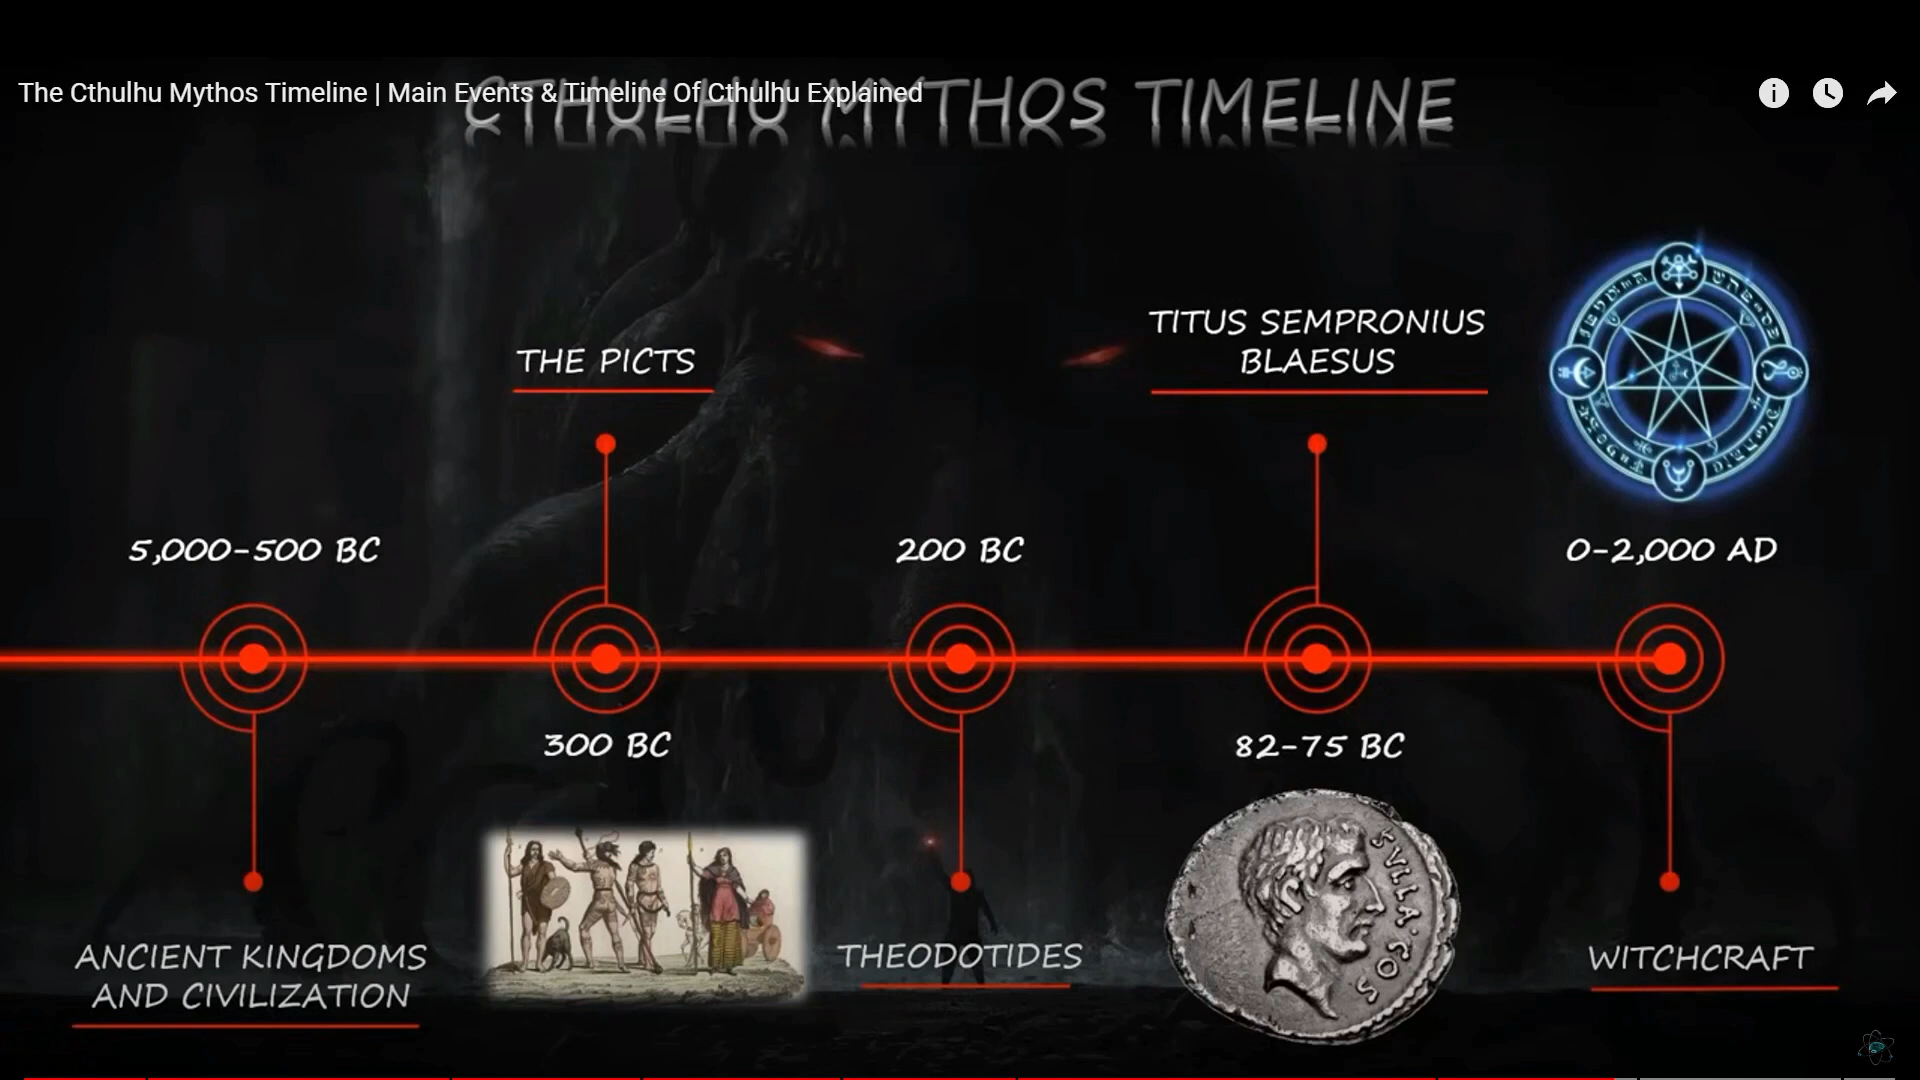 The Cthulhu Mythos Timeline | Main Events & Timeline Of Cthulhu Explained
CTHULHU MYTHOS TIMELINE
TITUS SEMPRONIUS
BLAESUS
THE PICTS
5,000-500 BC
200 BC
0-2,000 AD
300 BC
82-75 BC
SVLLA·COS
ANCIENT KINGDOMS
AND CIVILIZATION
THEODOTIDES
WITCHCRAFT